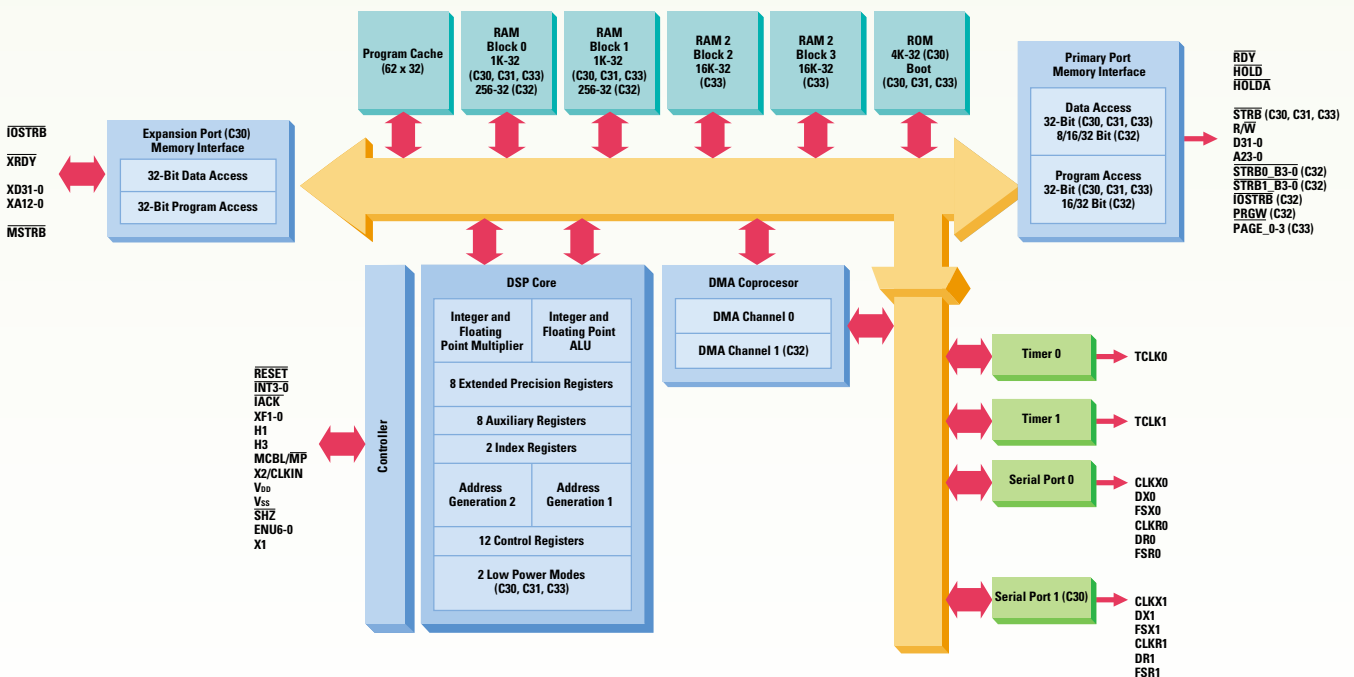 Program Cache
(62 x 32)
RAM
Block 0
1K-32
(C30, C31, C33)
256-32 (C32)
RAM
Block 1
1K-32
(C30, C31, C33)
256-32 (C32)
RAM 2
Block 2
16K-32
(C33)
RAM 2
Block 3
16K-32
(C33)
ROM
4K-32 (C30)
Boot
(C30, C31, C33)
Primary Port
Memory Interface
Data Access
32-Bit (C30, C31, C33)
8/16/32 Bit (C32)
Program Access
32-Bit (C30, C31, C33)
16/32 Bit (C32)
RDY
HOLD
HOLDA
STRB (C30, C31, C33)
R/W
D31-0
A23-0
STRB0_B3-0 (C32)
STRB1_B3-0 (C32)
IOSTRB (C32)
PRGW (C32)
PAGE_0-3 (C33)
IOSTRB
XRDY
XD31-0
XA12-0
MSTRB
Expansion Port (C30)
Memory Interface
32-Bit Data Access
32-Bit Program Access
RESET
INT3-0
IACK
XF1-0
H1
H3
MCBL/MP
X2/CLKIN
VDD
VSS
SHZ
ENU6-0
X1
Controller
DSP Core
Integer and
Floating
Point Multiplier
Integer and
Floating Point
ALU
8 Extended Precision Registers
8 Auxiliary Registers
2 Index Registers
Address
Generation 2
Address
Generation 1
12 Control Registers
2 Low Power Modes
(C30, C31, C33)
DMA Coprocesor
DMA Channel 0
DMA Channel 1 (C32)
Timer 0
TCLK0
Timer 1
TCLK1
Serial Port 0
CLKX0
DX0
FSX0
CLKR0
DR0
FSR0
Serial Port 1 (C30)
CLKX1
DX1
FSX1
CLKR1
DR1
FSR1